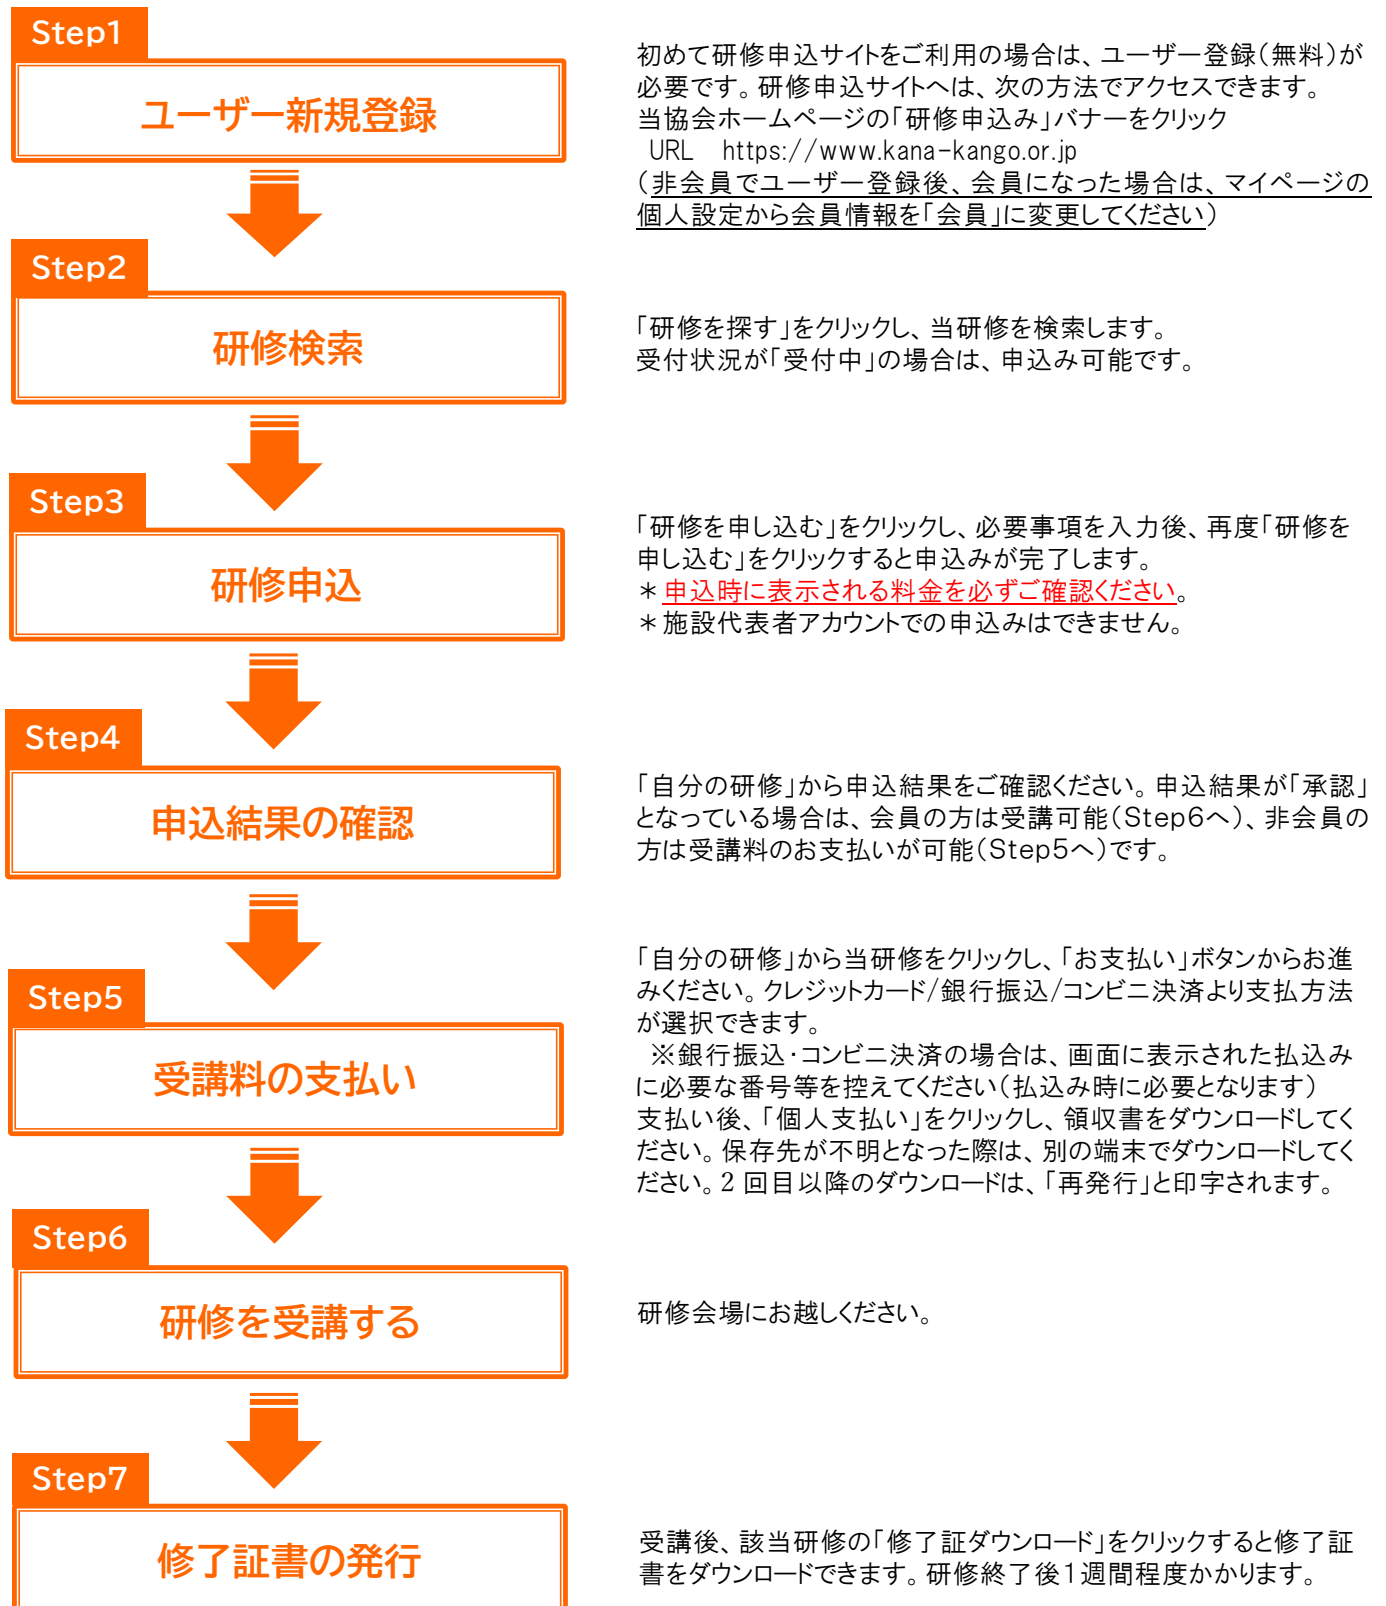 Step1
ユーザー新規登録
初めて研修申込サイトをご利用の場合は、ユーザー登録（無料）が
必要です。研修申込サイトへは、次の方法でアクセスできます。
当協会ホームページの「研修申込み」バナーをクリック
URL　https://www.kana-kango.or.jp
（非会員でユーザー登録後、会員になった場合は、マイページの
個人設定から会員情報を「会員」に変更してください）
Step2
研修検索
「研修を探す」をクリックし、当研修を検索します。
受付状況が「受付中」の場合は、申込み可能です。
Step3
研修申込
「研修を申し込む」をクリックし、必要事項を入力後、再度「研修を
申し込む」をクリックすると申込みが完了します。
＊申込時に表示される料金を必ずご確認ください。
＊施設代表者アカウントでの申込みはできません。
Step4
申込結果の確認
「自分の研修」から申込結果をご確認ください。申込結果が「承認」
となっている場合は、会員の方は受講可能（Step6へ）、非会員の
方は受講料のお支払いが可能（Step5へ）です。
Step5
受講料の支払い
「自分の研修」から当研修をクリックし、「お支払い」ボタンからお進
みください。クレジットカード/銀行振込/コンビニ決済より支払方法
が選択できます。
※銀行振込・コンビニ決済の場合は、画面に表示された払込み
に必要な番号等を控えてください（払込み時に必要となります）
支払い後、「個人支払い」をクリックし、領収書をダウンロードしてく
ださい。保存先が不明となった際は、別の端末でダウンロードしてく
ださい。2 回目以降のダウンロードは、「再発行」と印字されます。
Step6
研修を受講する
研修会場にお越しください。
Step7
修了証書の発行
受講後、該当研修の「修了証ダウンロード」をクリックすると修了証
書をダウンロードできます。研修終了後1週間程度かかります。